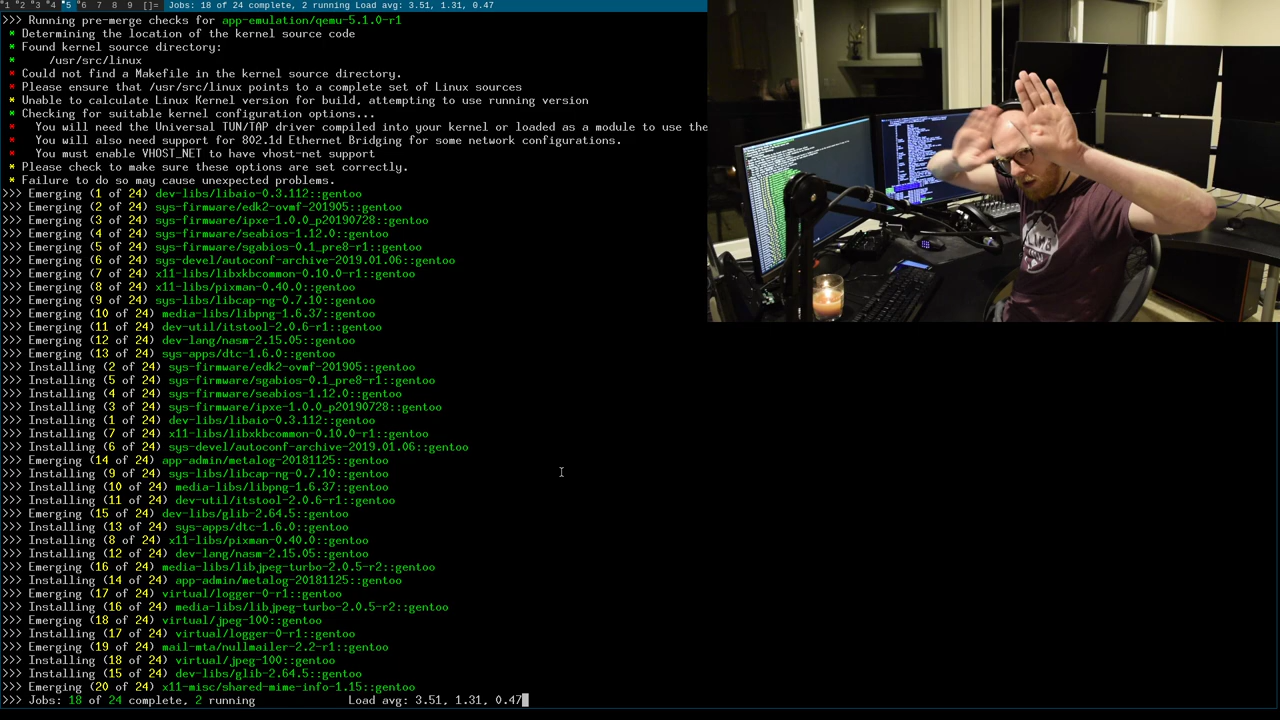 *1 *2 *3 *4 *5 *6 7 8 9 []= Jobs: 18 of 24 complete, 2 running Load avg: 3.51, 1.31, 0.47
>>> Running pre-merge checks for app-emulation/qemu-5.1.0-r1
* Determining the location of the kernel source code
* Found kernel source directory:
* /usr/src/linux
* Could not find a Makefile in the kernel source directory.
* Please ensure that /usr/src/linux points to a complete set of Linux sources
* Unable to calculate Linux Kernel version for build, attempting to use running version
* Checking for suitable kernel configuration options...
* You will need the Universal TUN/TAP driver compiled into your kernel or loaded as a module to use the
* You will also need support for 802.1d Ethernet Bridging for some network configurations.
* You must enable VHOST_NET to have vhost-net support
* Please check to make sure these options are set correctly.
* Failure to do so may cause unexpected problems.
>>> Emerging (1 of 24) dev-libs/libaio-0.3.112::gentoo
>>> Emerging (2 of 24) sys-firmware/edk2-ovmf-201905::gentoo
>>> Emerging (3 of 24) sys-firmware/ipxe-1.0.0_p20190728::gentoo
>>> Emerging (4 of 24) sys-firmware/seabios-1.12.0::gentoo
>>> Emerging (5 of 24) sys-firmware/sgabios-0.1_pre8-r1::gentoo
>>> Emerging (6 of 24) sys-devel/autoconf-archive-2019.01.06::gentoo
>>> Emerging (7 of 24) x11-libs/libxkbcommon-0.10.0-r1::gentoo
>>> Emerging (8 of 24) x11-libs/pixman-0.40.0::gentoo
>>> Emerging (9 of 24) sys-libs/libcap-ng-0.7.10::gentoo
>>> Emerging (10 of 24) media-libs/libpng-1.6.37::gentoo
>>> Emerging (11 of 24) dev-util/itstool-2.0.6-r1::gentoo
>>> Emerging (12 of 24) dev-lang/nasm-2.15.05::gentoo
>>> Emerging (13 of 24) sys-apps/dtc-1.6.0::gentoo
>>> Installing (2 of 24) sys-firmware/edk2-ovmf-201905::gentoo
>>> Installing (5 of 24) sys-firmware/sgabios-0.1_pre8-r1::gentoo
>>> Installing (4 of 24) sys-firmware/seabios-1.12.0::gentoo
>>> Installing (3 of 24) sys-firmware/ipxe-1.0.0_p20190728::gentoo
>>> Installing (1 of 24) dev-libs/libaio-0.3.112::gentoo
>>> Installing (7 of 24) x11-libs/libxkbcommon-0.10.0-r1::gentoo
>>> Installing (6 of 24) sys-devel/autoconf-archive-2019.01.06::gentoo
>>> Emerging (14 of 24) app-admin/metalog-20181125::gentoo
>>> Installing (9 of 24) sys-libs/libcap-ng-0.7.10::gentoo
>>> Installing (10 of 24) media-libs/libpng-1.6.37::gentoo
>>> Installing (11 of 24) dev-util/itstool-2.0.6-r1::gentoo
>>> Emerging (15 of 24) dev-libs/glib-2.64.5::gentoo
>>> Installing (13 of 24) sys-apps/dtc-1.6.0::gentoo
>>> Installing (8 of 24) x11-libs/pixman-0.40.0::gentoo
>>> Installing (12 of 24) dev-lang/nasm-2.15.05::gentoo
>>> Emerging (16 of 24) media-libs/libjpeg-turbo-2.0.5-r2::gentoo
>>> Installing (14 of 24) app-admin/metalog-20181125::gentoo
>>> Emerging (17 of 24) virtual/logger-0-r1::gentoo
>>> Installing (16 of 24) media-libs/libjpeg-turbo-2.0.5-r2::gentoo
>>> Emerging (18 of 24) virtual/jpeg-100::gentoo
>>> Installing (17 of 24) virtual/logger-0-r1::gentoo
>>> Emerging (19 of 24) mail-mta/nullmailer-2.2-r1::gentoo
>>> Installing (18 of 24) virtual/jpeg-100::gentoo
>>> Installing (15 of 24) dev-libs/glib-2.64.5::gentoo
>>> Emerging (20 of 24) x11-misc/shared-mime-info-1.15::gentoo
>>> Jobs: 18 of 24 complete, 2 running Load avg: 3.51, 1.31, 0.47